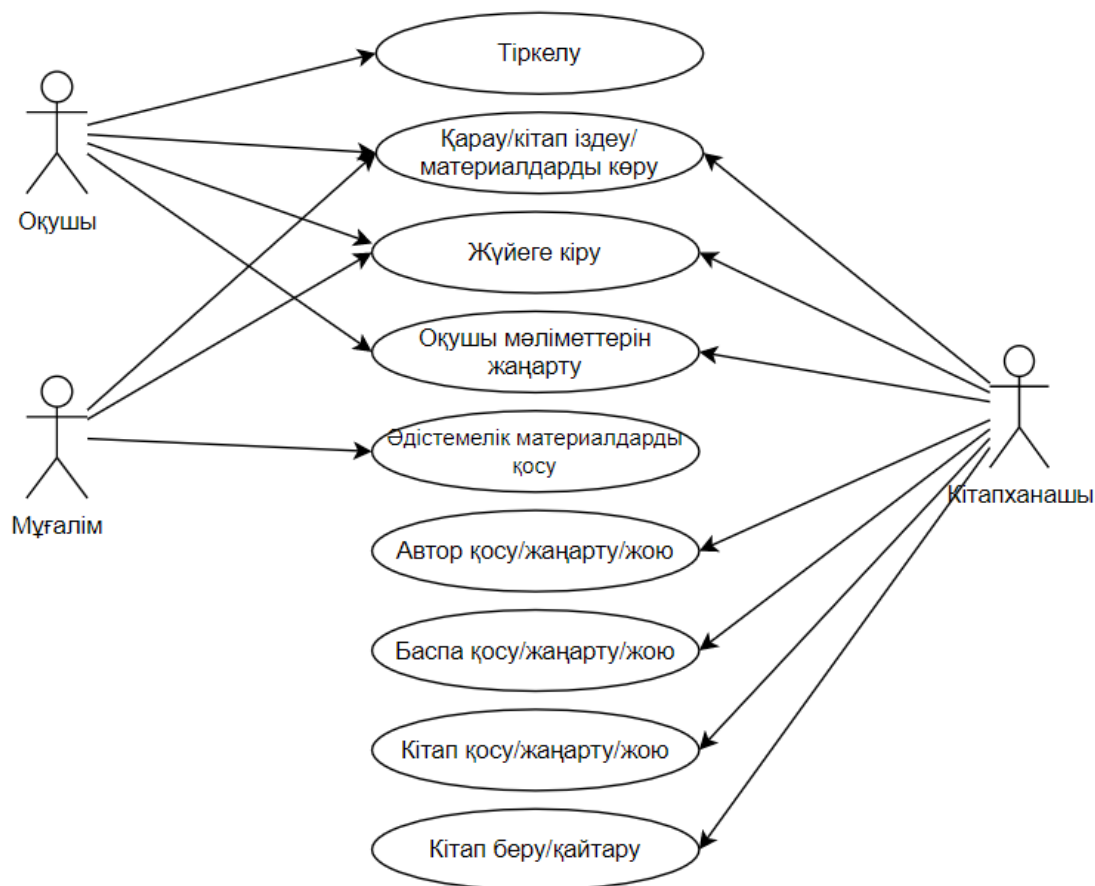 Тіркелу
Қарау/кітап іздеу/
материалдарды көру
Оқушы
Жүйеге кіру
Оқушы мәліметтерін
жаңарту
Әдістемелік материалдарды
қосу
Мұғалім
Кітапханашы
Автор қосу/жаңарту/жою
Баспа қосу/жаңарту/жою
Кітап қосу/жаңарту/жою
Кітап беру/қайтару